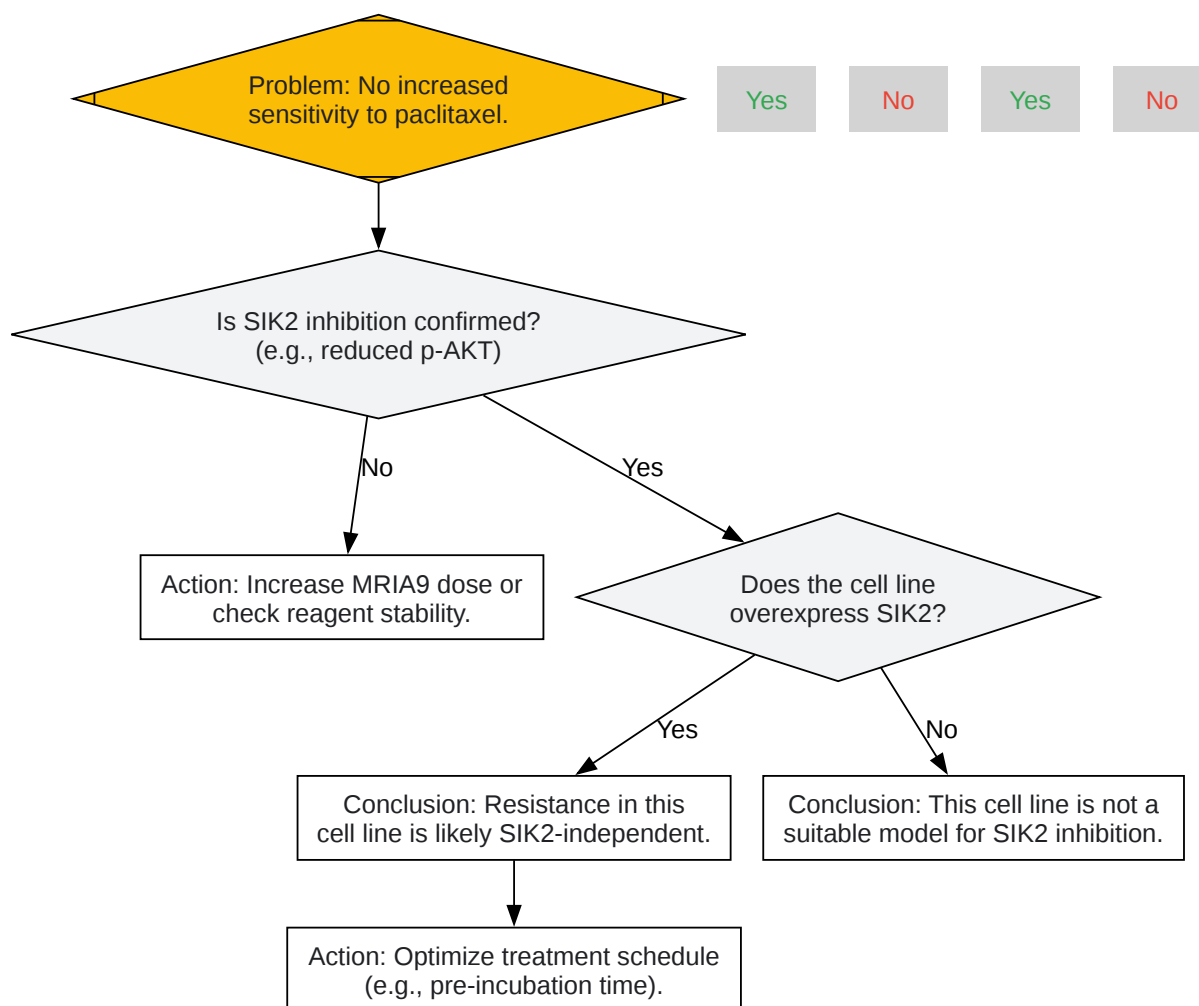 Problem: No increased
sensitivity to paclitaxel.
Yes
No
Yes
No
Is SIK2 inhibition confirmed?
(e.g., reduced p-AKT)
No
Yes
Action: Increase MRIA9 dose or
check reagent stability.
Does the cell line
overexpress SIK2?
Yes
No
Conclusion: Resistance in this
cell line is likely SIK2-independent.
Conclusion: This cell line is not a
suitable model for SIK2 inhibition.
Action: Optimize treatment schedule
(e.g., pre-incubation time).